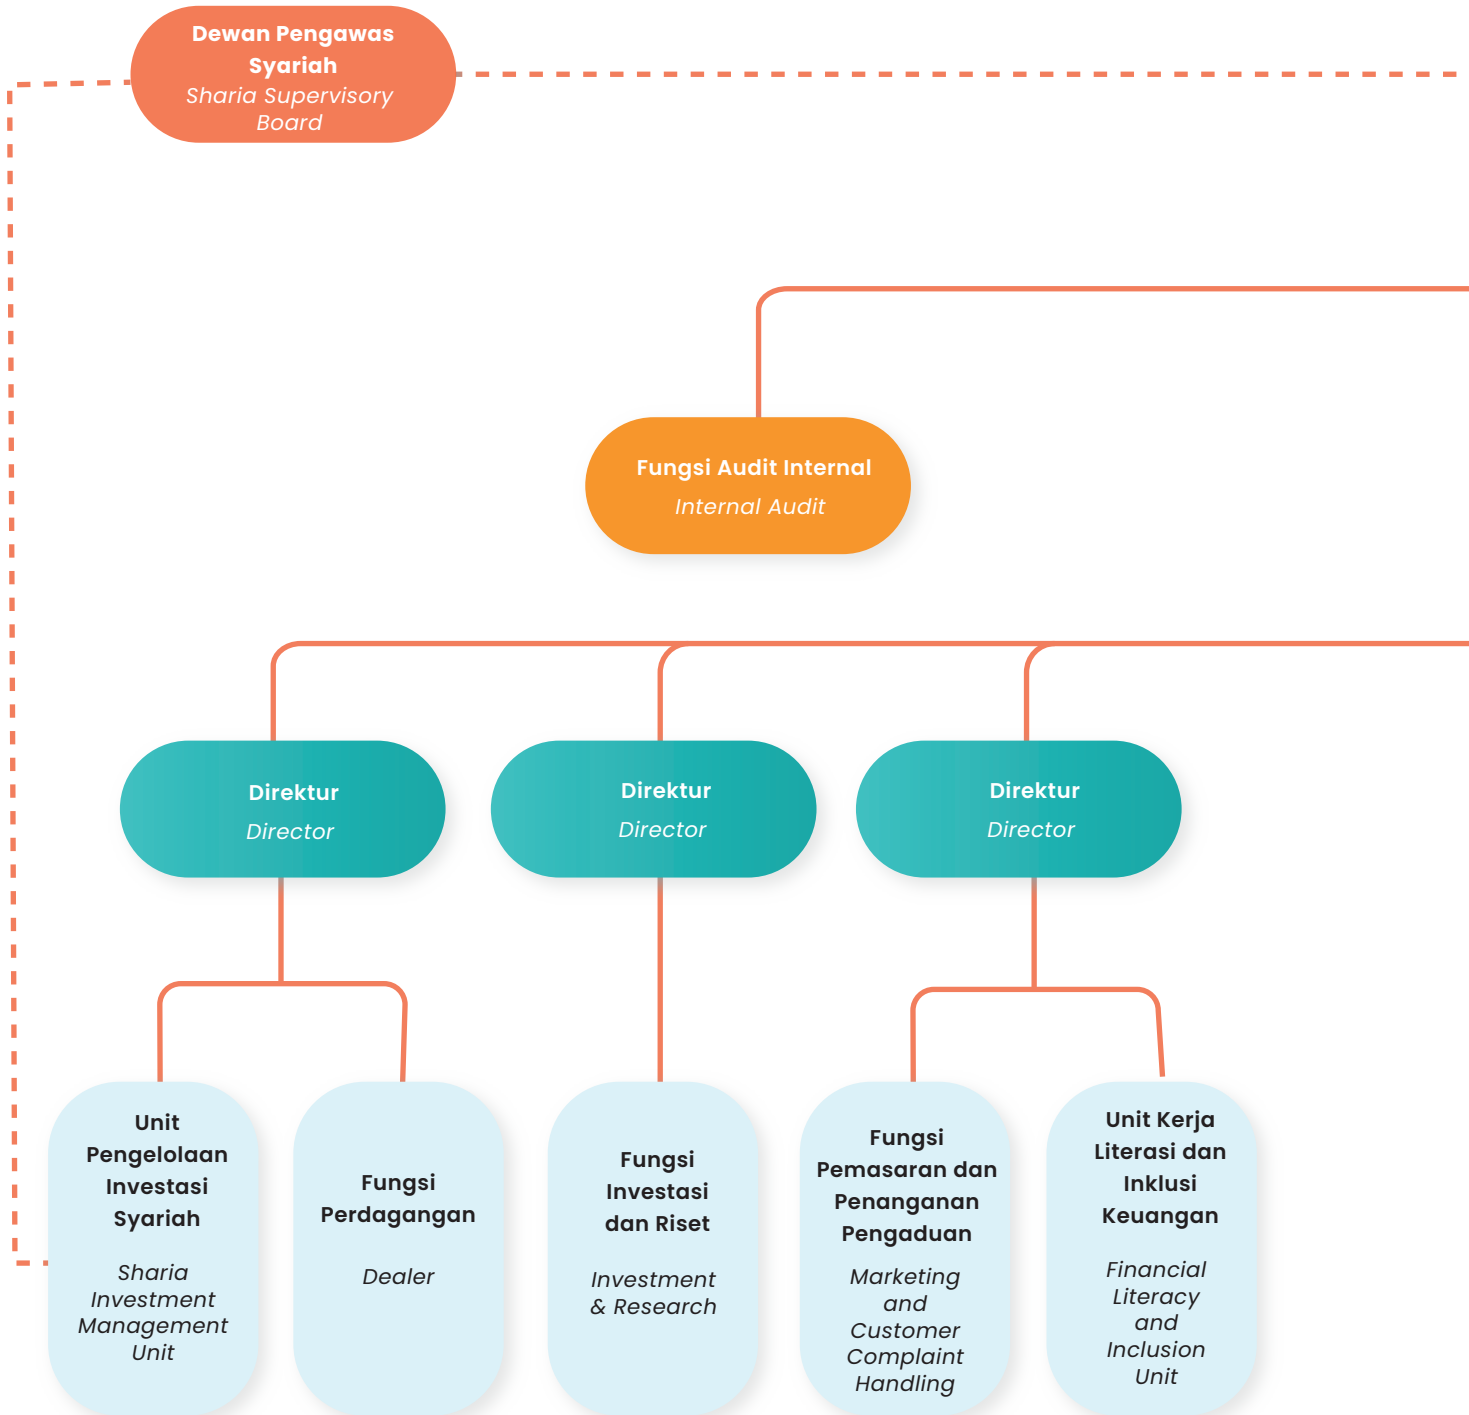 Dewan Pengawas
Syariah
Sharia Supervisory
Board
Fungsi Audit Internal
Internal Audit
Direktur
Director
Direktur
Director
Direktur
Director
Unit
Pengelolaan
Investasi
Syariah
Sharia
Investment
Management
Unit
Fungsi
Perdagangan
Dealer
Fungsi
Investasi
dan Riset
Investment
& Research
Fungsi
Pemasaran dan
Penanganan
Pengaduan
Marketing
and
Customer
Complaint
Handling
Unit Kerja
Literasi dan
Inklusi
Keuangan
Financial
Literacy
and
Inclusion
Unit